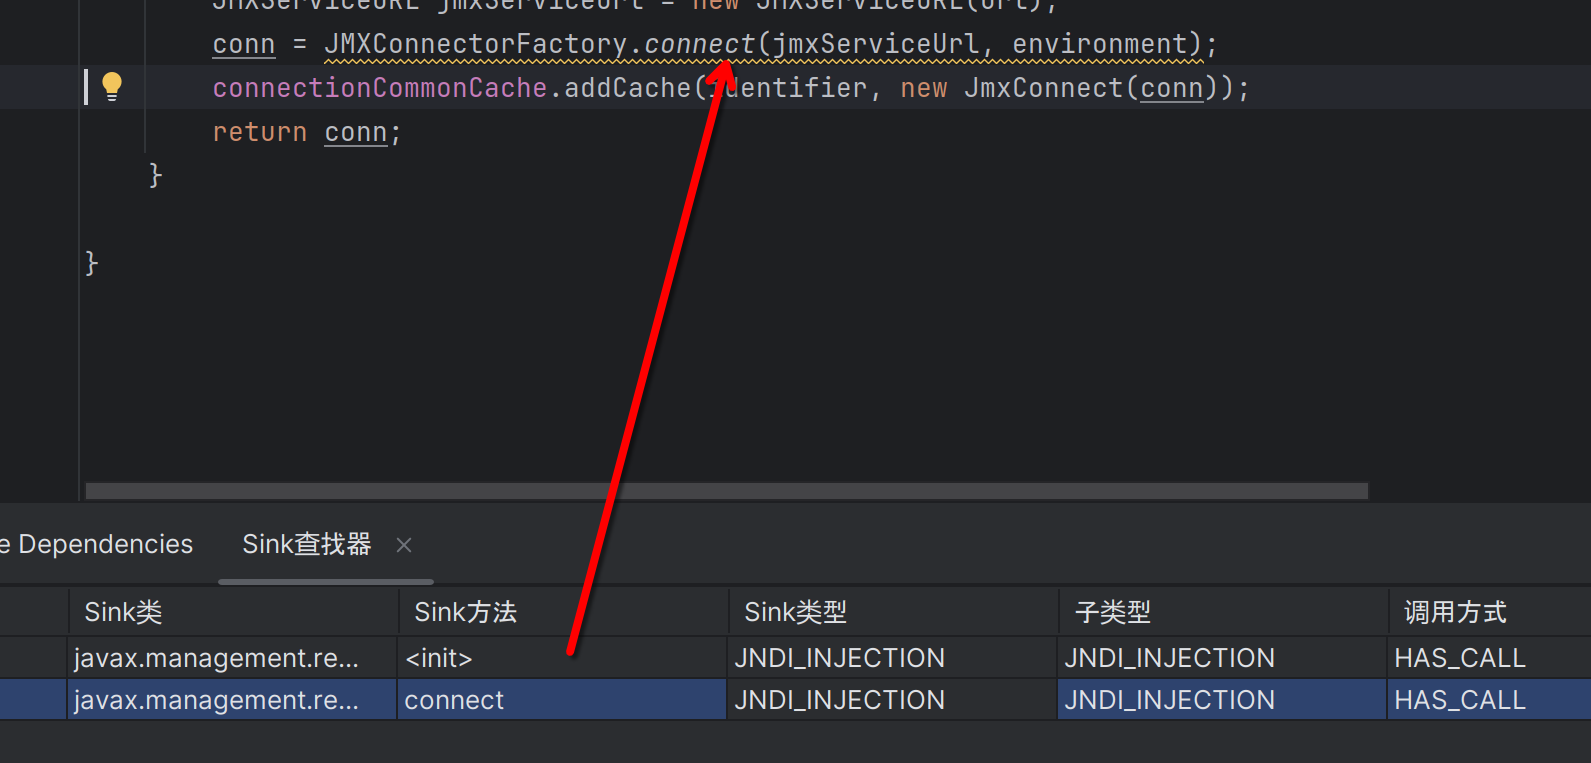 JMXServiceURL jmxServiceUrl = new JMXServiceURL(url);
conn = JMXConnectorFactory.connect(jmxServiceUrl, environment);
connectionCommonCache.addCache(identifier, new JmxConnect(conn));
return conn;
}
}
e Dependencies Sink查找器 ×
Sink类 Sink方法 Sink类型 子类型 调用方式
javax.management.re... <init> JNDI_INJECTION JNDI_INJECTION HAS_CALL
javax.management.re... connect JNDI_INJECTION JNDI_INJECTION HAS_CALL